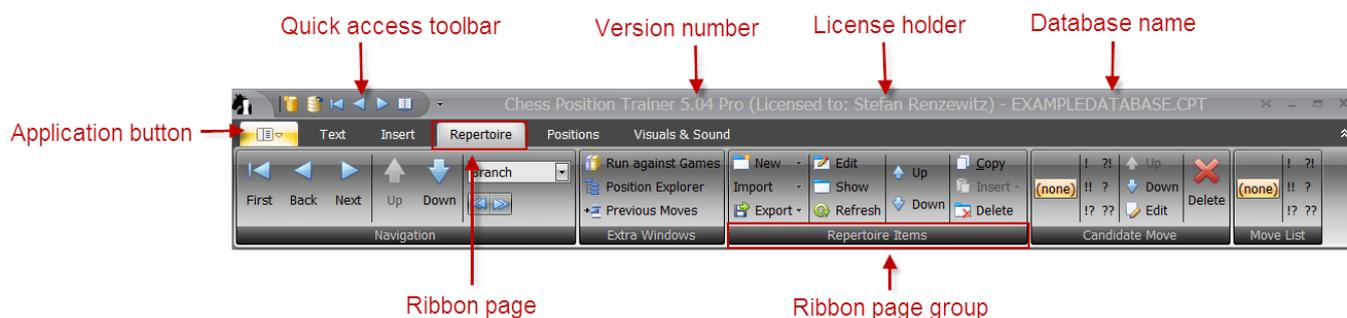 Quick access toolbar
Version number
License holder
Database name
Chess Position Trainer 5.04 Pro (Licensed to: Stefan Renzewitz) - EXAMPLEDATABASE.CPT
Application button
Text Insert Repertoire Positions Visuals & Sound
First Back Next Up Down
Branch
Navigation
Run against Games
Position Explorer
Previous Moves
Extra Windows
New Edit Up Copy
Import Show Insert
Export Refresh Down Delete
Repertoire Items
(none)
! ?!
!! ?
!? ??
Up
Down
Edit
Delete
Candidate Move
(none)
! ?!
!! ?
!? ??
Move List
Ribbon page
Ribbon page group